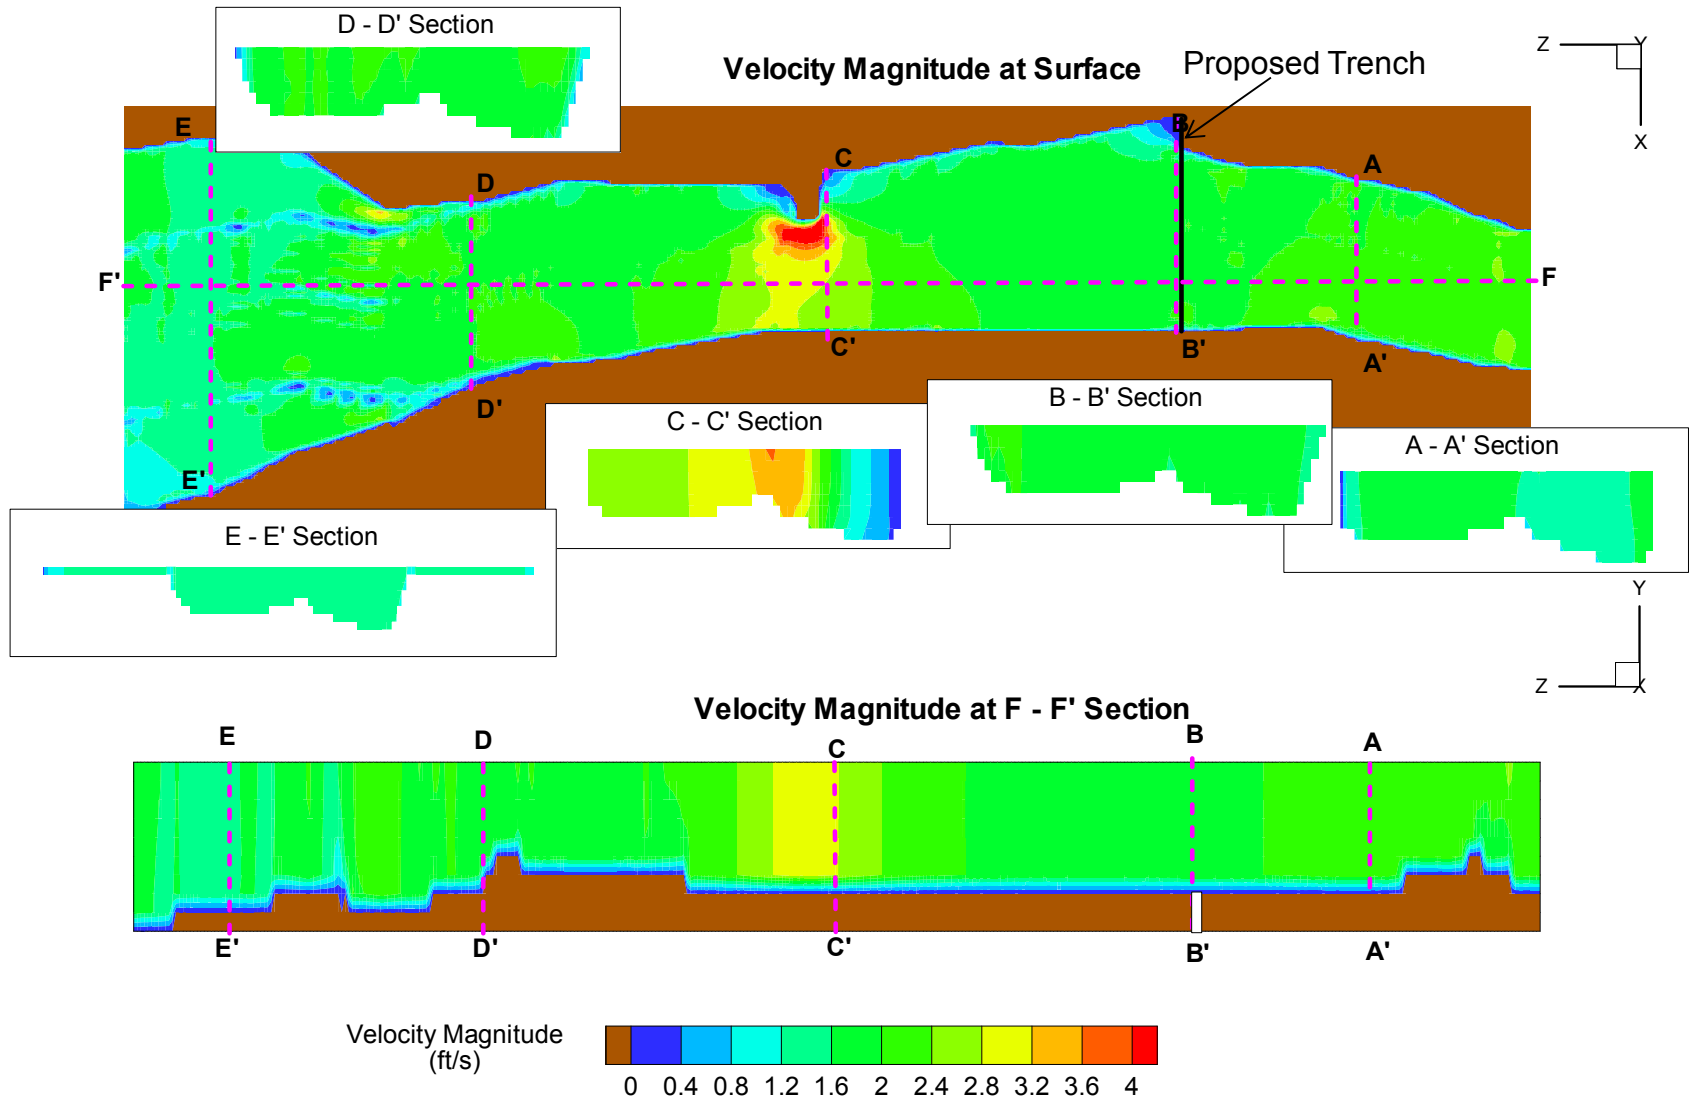 D - D' Section
Velocity Magnitude at Surface
Proposed Trench
Z
Y
X
E
B
D
C
A
F'
F
C'
B'
A'
D'
E'
B - B' Section
C - C' Section
A - A' Section
E - E' Section
Y
Z
X
Velocity Magnitude at F - F' Section
E
D
C
B
A
E'
D'
C'
B'
A'
Velocity Magnitude
(ft/s)
0 0.4 0.8 1.2 1.6 2 2.4 2.8 3.2 3.6 4